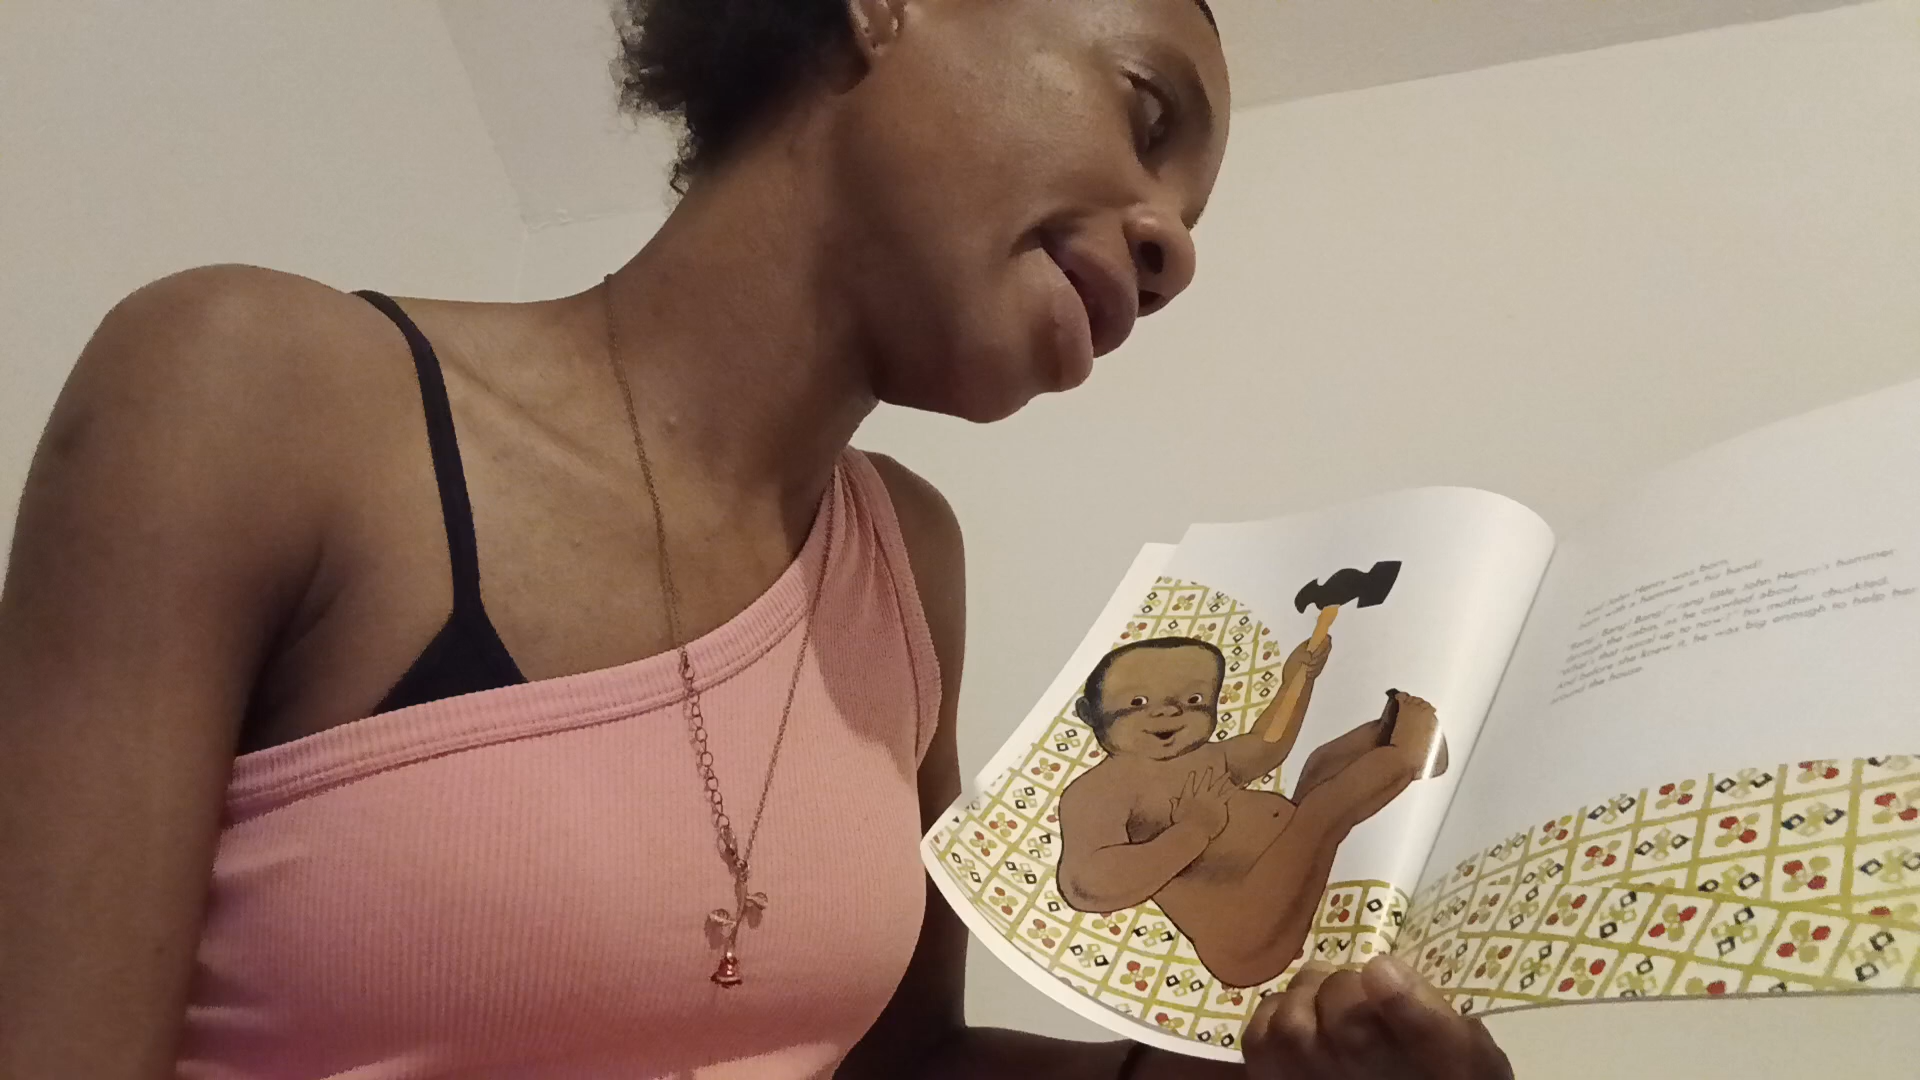 And John Henry was born,
born with a hammer in his hand!
"Bang! Bang! Bang!" rang little John Henry's hammer
through the cabin, as he crawled about.
"What's that rascal up to now?" his mother chuckled.
And before she knew it, he was big enough to help her
around the house.